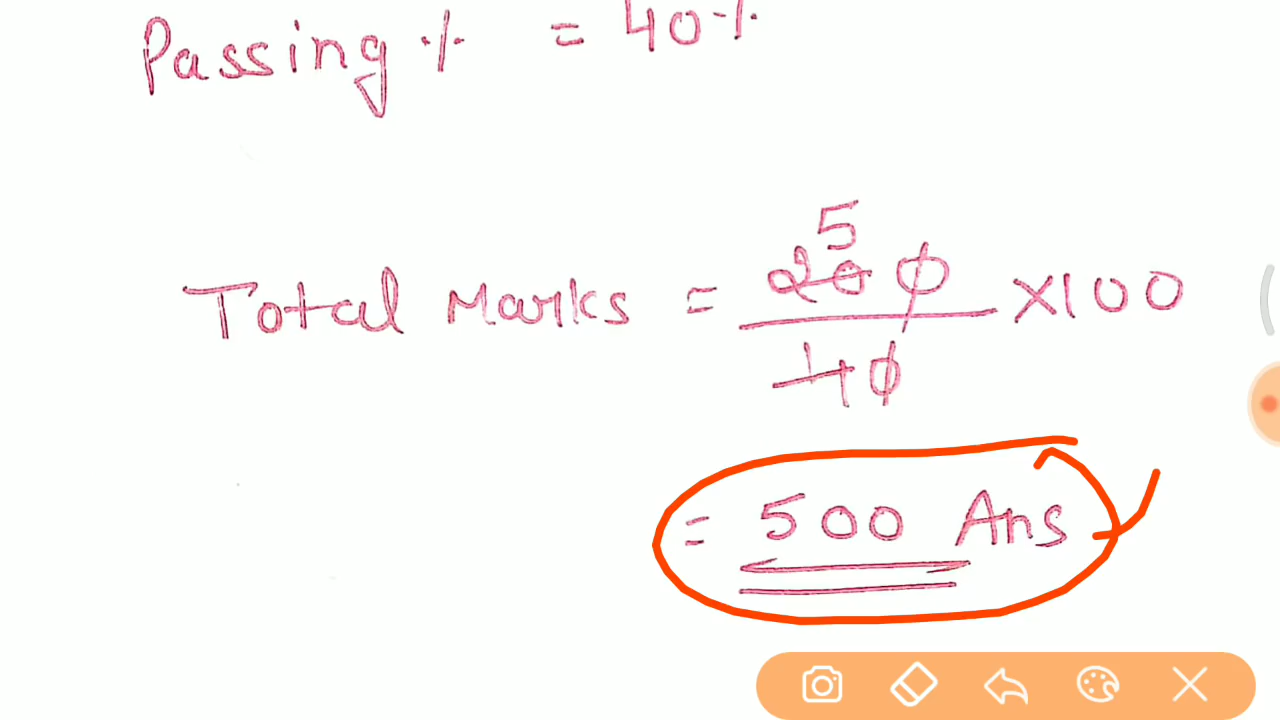 Passing % = 40%
5
Total Marks = 200 × 100
40
= 500 Ans